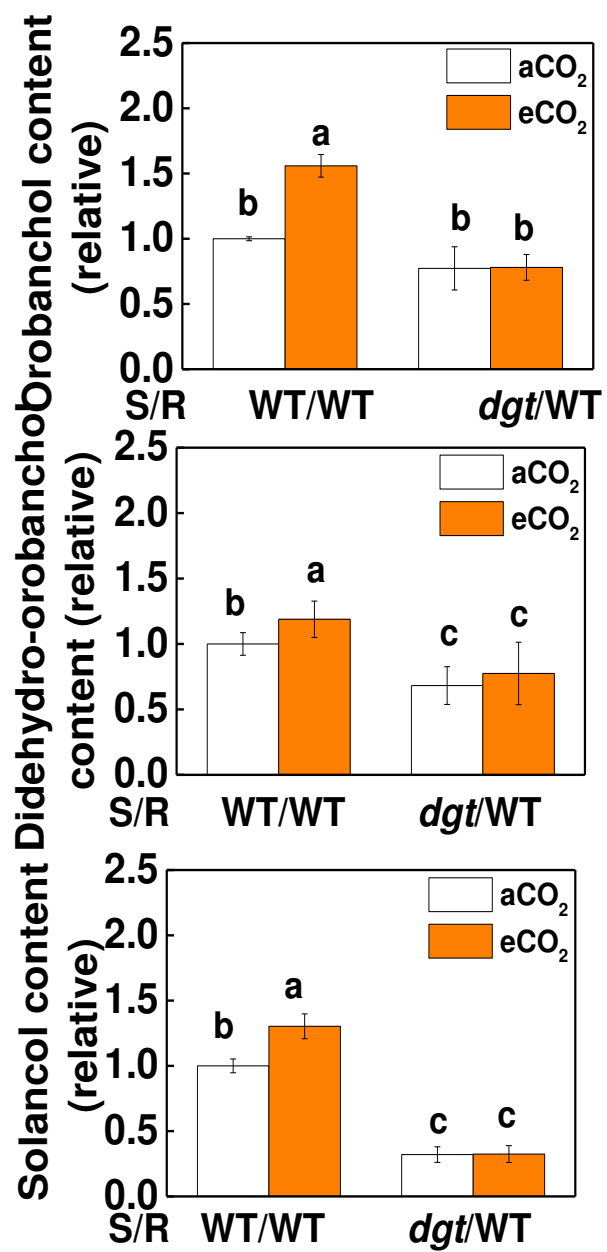 Orobanchol content
(relative)
2.5
2.0
1.5
1.0
0.5
0.0
aCO₂
eCO₂
b
a
b
b
S/R WT/WT dgt/WT
Didehydro-orobanchol
content (relative)
2.5
2.0
1.5
1.0
0.5
0.0
aCO₂
eCO₂
b
a
c
c
S/R WT/WT dgt/WT
Solancol content
(relative)
2.5
2.0
1.5
1.0
0.5
0.0
aCO₂
eCO₂
b
a
c
c
S/R WT/WT dgt/WT